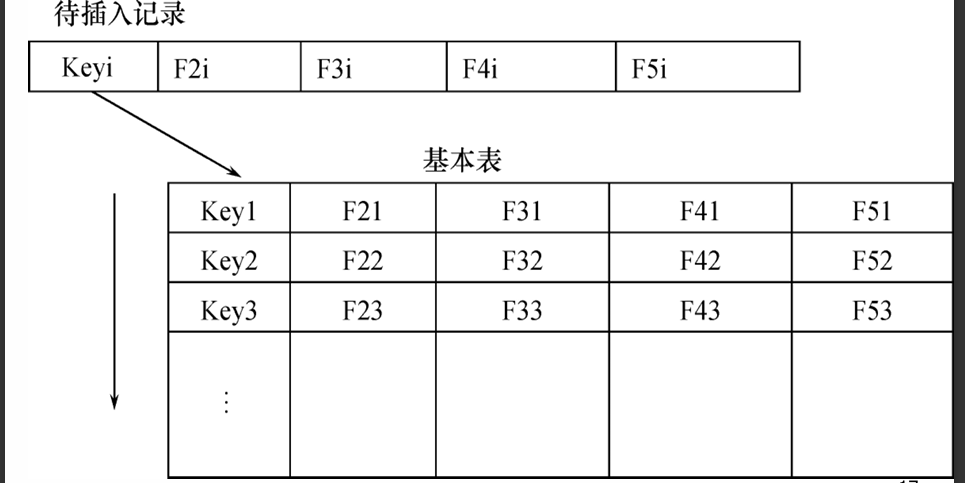 待插入记录
Keyi F2i F3i F4i F5i
基本表
Key1 F21 F31 F41 F51
Key2 F22 F32 F42 F52
Key3 F23 F33 F43 F53
⋮